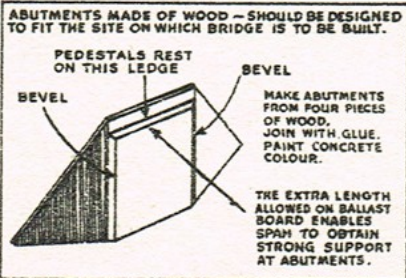 ABUTMENTS MADE OF WOOD ~ SHOULD BE DESIGNED
TO FIT THE SITE ON WHICH BRIDGE IS TO BE BUILT.
PEDESTALS REST
ON THIS LEDGE
BEVEL
BEVEL
MAKE ABUTMENTS
FROM FOUR PIECES
OF WOOD.
JOIN WITH GLUE.
PAINT CONCRETE
COLOUR.
THE EXTRA LENGTH
ALLOWED ON BALLAST
BOARD ENABLES
SPAN TO OBTAIN
STRONG SUPPORT
AT ABUTMENTS.